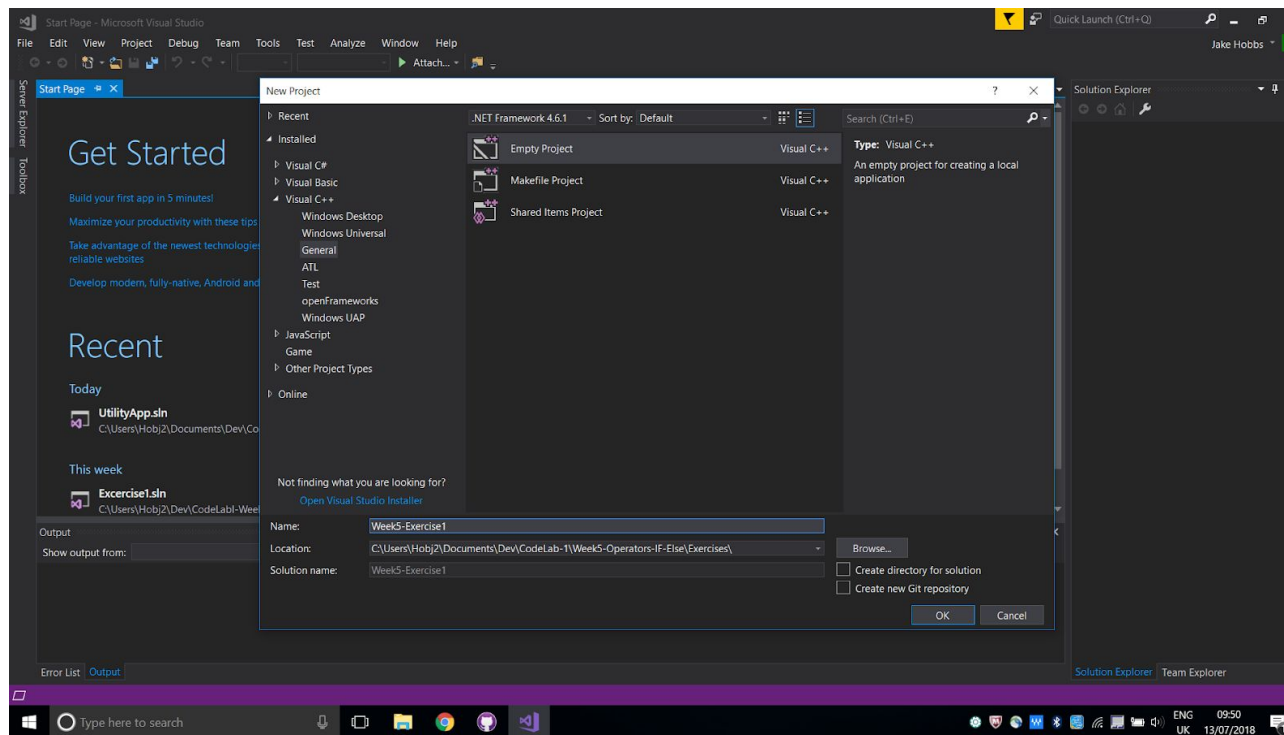 Start Page - Microsoft Visual Studio
Quick Launch (Ctrl+Q)
File Edit View Project Debug Team Tools Test Analyze Window Help
Jake Hobbs
Attach...
Server Explorer
Toolbox
Start Page
Get Started
Build your first app in 5 minutes!
Maximize your productivity with these tips
Take advantage of the newest technologies
reliable websites
Develop modern, fully-native, Android and
Recent
Today
UtilityApp.sln
C:\Users\Hobj2\Documents\Dev\Co
This week
Excercise1.sln
C:\Users\Hobj2\Dev\CodeLabI-Wee
New Project
?
Recent
Installed
Visual C#
Visual Basic
Visual C++
Windows Desktop
Windows Universal
General
ATL
Test
openFrameworks
Windows UAP
JavaScript
Game
Other Project Types
Online
Not finding what you are looking for?
Open Visual Studio Installer
.NET Framework 4.6.1 Sort by: Default
Empty Project Visual C++
Makefile Project Visual C++
Shared Items Project Visual C++
Search (Ctrl+E)
Type: Visual C++
An empty project for creating a local
application
Name: Week5-Exercise1
Location: C:\Users\Hobj2\Documents\Dev\CodeLab-1\Week5-Operators-IF-Else\Exercises\ Browse...
Solution name: Week5-Exercise1
Create directory for solution
Create new Git repository
OK Cancel
Solution Explorer
Output
Show output from:
Error List Output
Solution Explorer Team Explorer
Type here to search
ENG
UK
09:50
13/07/2018